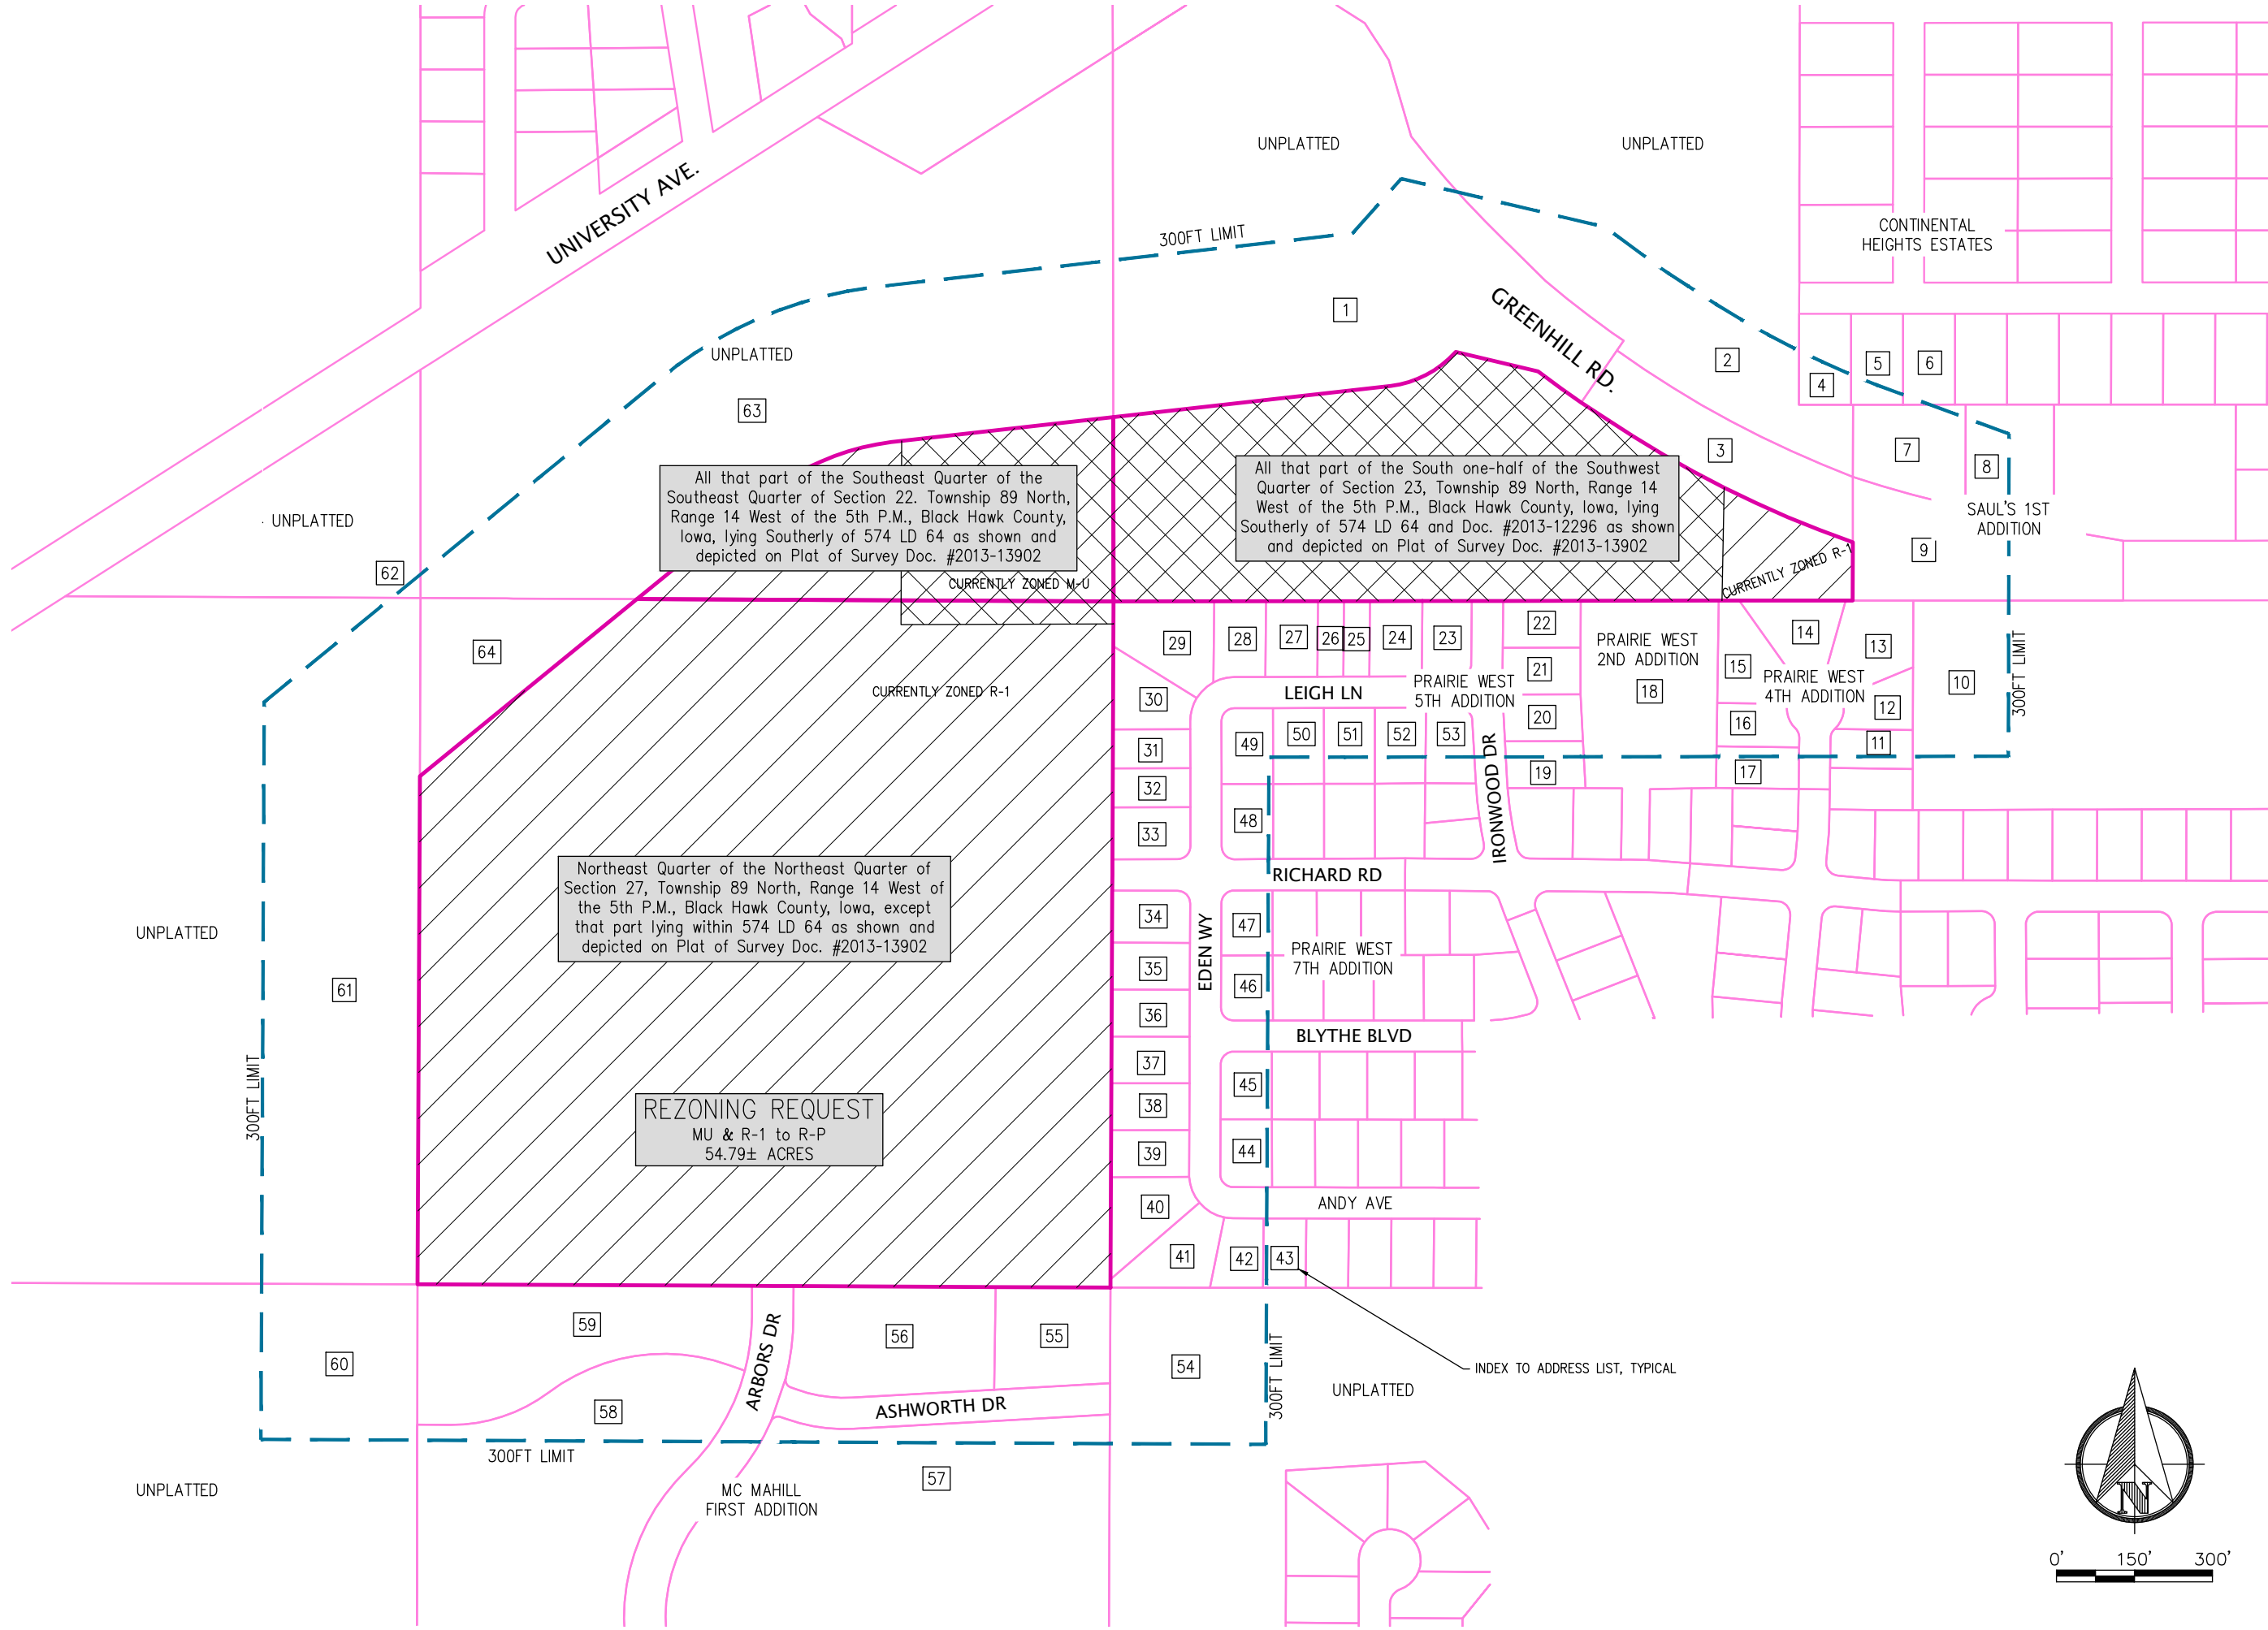 UNPLATTED
UNPLATTED
UNIVERSITY AVE.
CONTINENTAL
HEIGHTS ESTATES
300FT LIMIT
1
GREENHILL RD.
UNPLATTED
2
5
6
4
63
7
3
8
All that part of the Southeast Quarter of the
Southeast Quarter of Section 22. Township 89 North,
Range 14 West of the 5th P.M., Black Hawk County,
Iowa, lying Southerly of 574 LD 64 as shown and
depicted on Plat of Survey Doc. #2013-13902
All that part of the South one-half of the Southwest
Quarter of Section 23, Township 89 North, Range 14
West of the 5th P.M., Black Hawk County, Iowa, lying
Southerly of 574 LD 64 and Doc. #2013-12296 as shown
and depicted on Plat of Survey Doc. #2013-13902
SAUL'S 1ST
ADDITION
UNPLATTED
9
62
CURRENTLY ZONED M-U
CURRENTLY ZONED R-1
64
29
28
27
26
25
24
23
22
PRAIRIE WEST
2ND ADDITION
14
13
21
15
18
PRAIRIE WEST
4TH ADDITION
10
300FT LIMIT
CURRENTLY ZONED R-1
30
LEIGH LN
PRAIRIE WEST
5TH ADDITION
20
16
12
31
49
50
51
52
53
IRONWOOD DR
11
32
19
17
33
48
Northeast Quarter of the Northeast Quarter of
Section 27, Township 89 North, Range 14 West of
the 5th P.M., Black Hawk County, Iowa, except
that part lying within 574 LD 64 as shown and
depicted on Plat of Survey Doc. #2013-13902
RICHARD RD
34
47
UNPLATTED
EDEN WY
PRAIRIE WEST
7TH ADDITION
61
35
46
36
BLYTHE BLVD
300FT LIMIT
37
45
REZONING REQUEST
MU & R-1 to R-P
54.79± ACRES
38
39
44
40
ANDY AVE
41
42
43
59
56
55
60
ARBORS DR
54
300FT LIMIT
INDEX TO ADDRESS LIST, TYPICAL
UNPLATTED
58
ASHWORTH DR
300FT LIMIT
57
UNPLATTED
MC MAHILL
FIRST ADDITION
N
0' 150' 300'